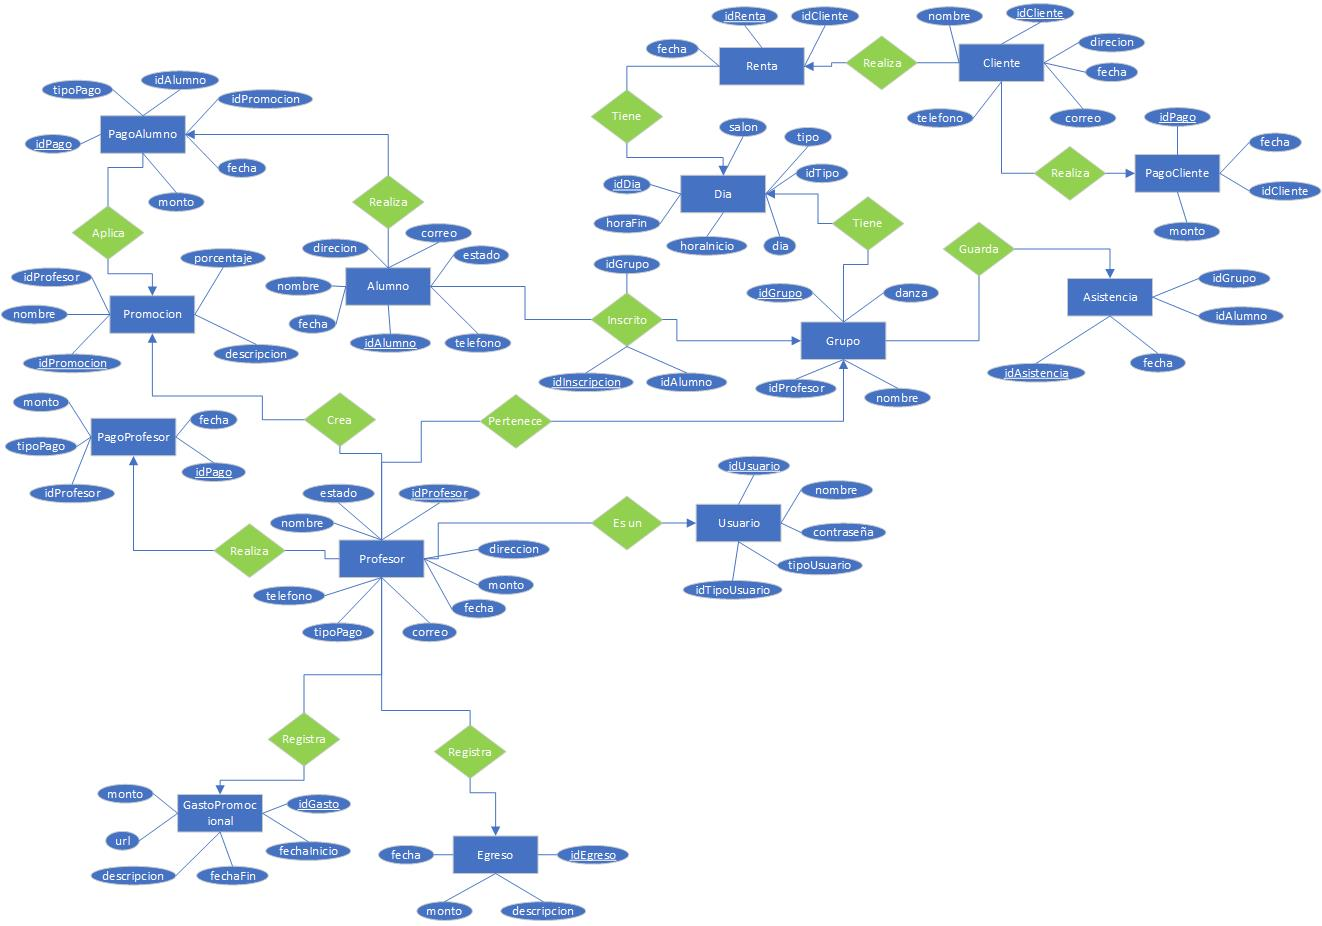 idRenta
idCliente
fecha
Renta
Realiza
nombre
idCliente
direcion
fecha
correo
telefono
Cliente
tipoPago
idAlumno
idPromocion
idPago
PagoAlumno
fecha
monto
Tiene
salon
tipo
idTipo
idDia
Dia
horaFin
horaInicio
dia
Tiene
Realiza
idPago
fecha
PagoCliente
idCliente
monto
Aplica
Realiza
direcion
correo
estado
nombre
Alumno
fecha
idAlumno
telefono
porcentaje
idProfesor
nombre
Promocion
idPromocion
descripcion
idGrupo
Inscrito
idInscripcion
idAlumno
idGrupo
danza
Grupo
idProfesor
nombre
Guarda
Asistencia
idGrupo
idAlumno
idAsistencia
fecha
monto
fecha
PagoProfesor
tipoPago
idPago
idProfesor
Crea
Pertenece
estado
idProfesor
nombre
Realiza
Profesor
direccion
monto
fecha
telefono
tipoPago
correo
Es un
idUsuario
nombre
Usuario
contraseña
tipoUsuario
idTipoUsuario
Registra
Registra
monto
GastoPromoc
ional
idGasto
url
fechaInicio
descripcion
fechaFin
fecha
Egreso
idEgreso
monto
descripcion